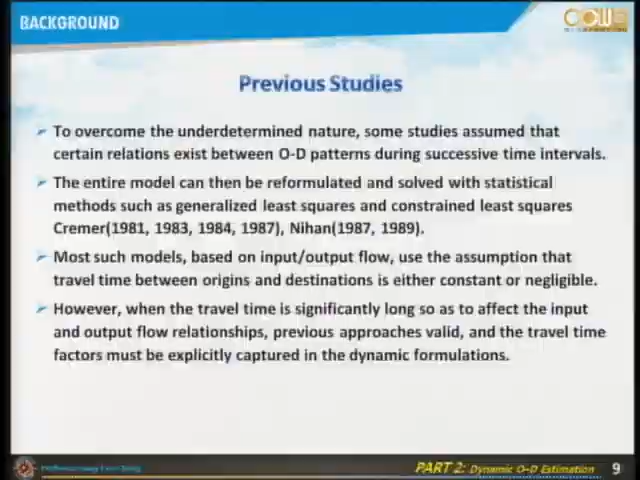 BACKGROUND
Previous Studies
To overcome the underdetermined nature, some studies assumed that
certain relations exist between O-D patterns during successive time intervals.
The entire model can then be reformulated and solved with statistical
methods such as generalized least squares and constrained least squares
Cremer(1981, 1983, 1984, 1987), Nihan(1987, 1989).
Most such models, based on input/output flow, use the assumption that
travel time between origins and destinations is either constant or negligible.
However, when the travel time is significantly long so as to affect the input
and output flow relationships, previous approaches valid, and the travel time
factors must be explicitly captured in the dynamic formulations.
PART 2: Dynamic O-D Estimation
9